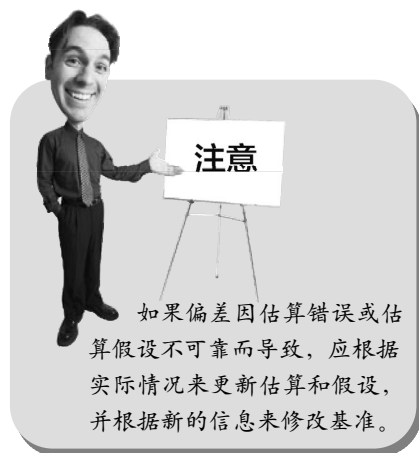 注意
如果偏差因估算错误或估
算假设不可靠而导致，应根据
实际情况来更新估算和假设，
并根据新的信息来修改基准。